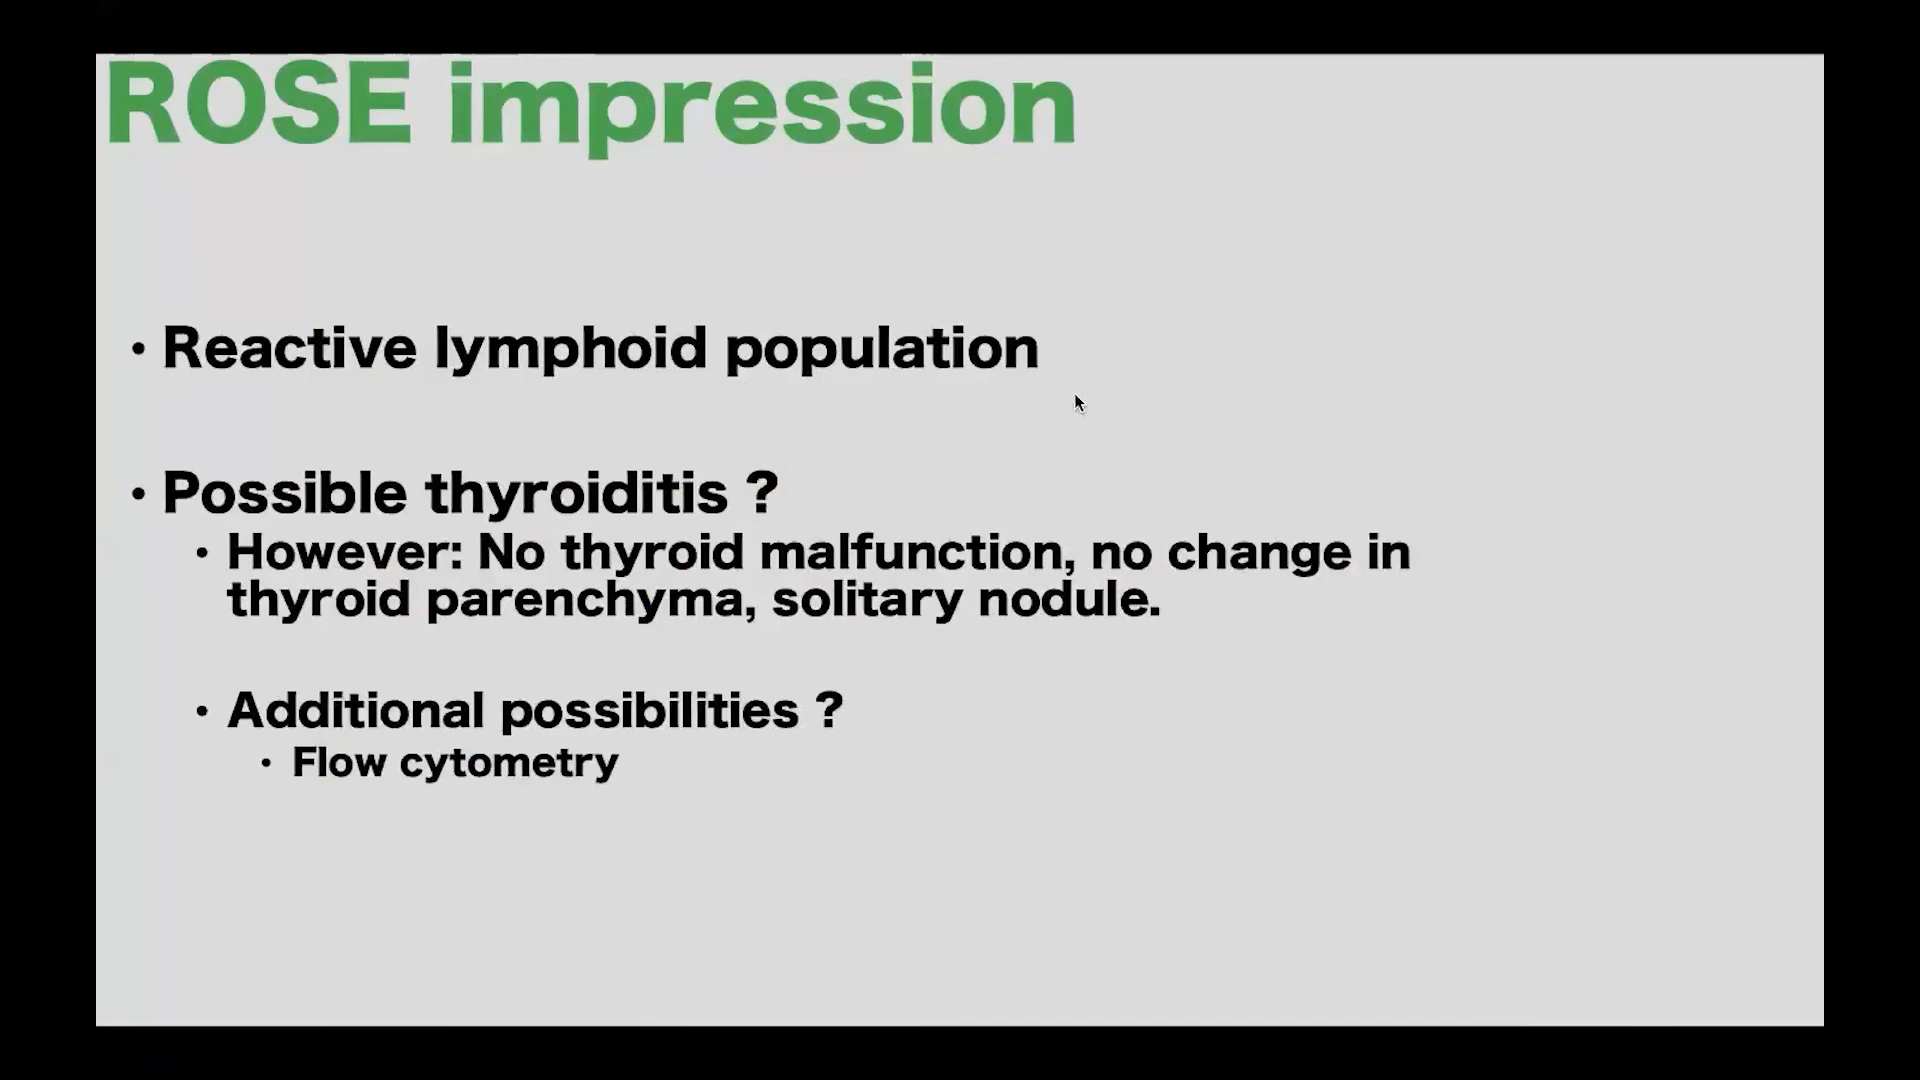 ROSE impression
• Reactive lymphoid population
• Possible thyroiditis ?
• However: No thyroid malfunction, no change in
thyroid parenchyma, solitary nodule.
• Additional possibilities ?
• Flow cytometry